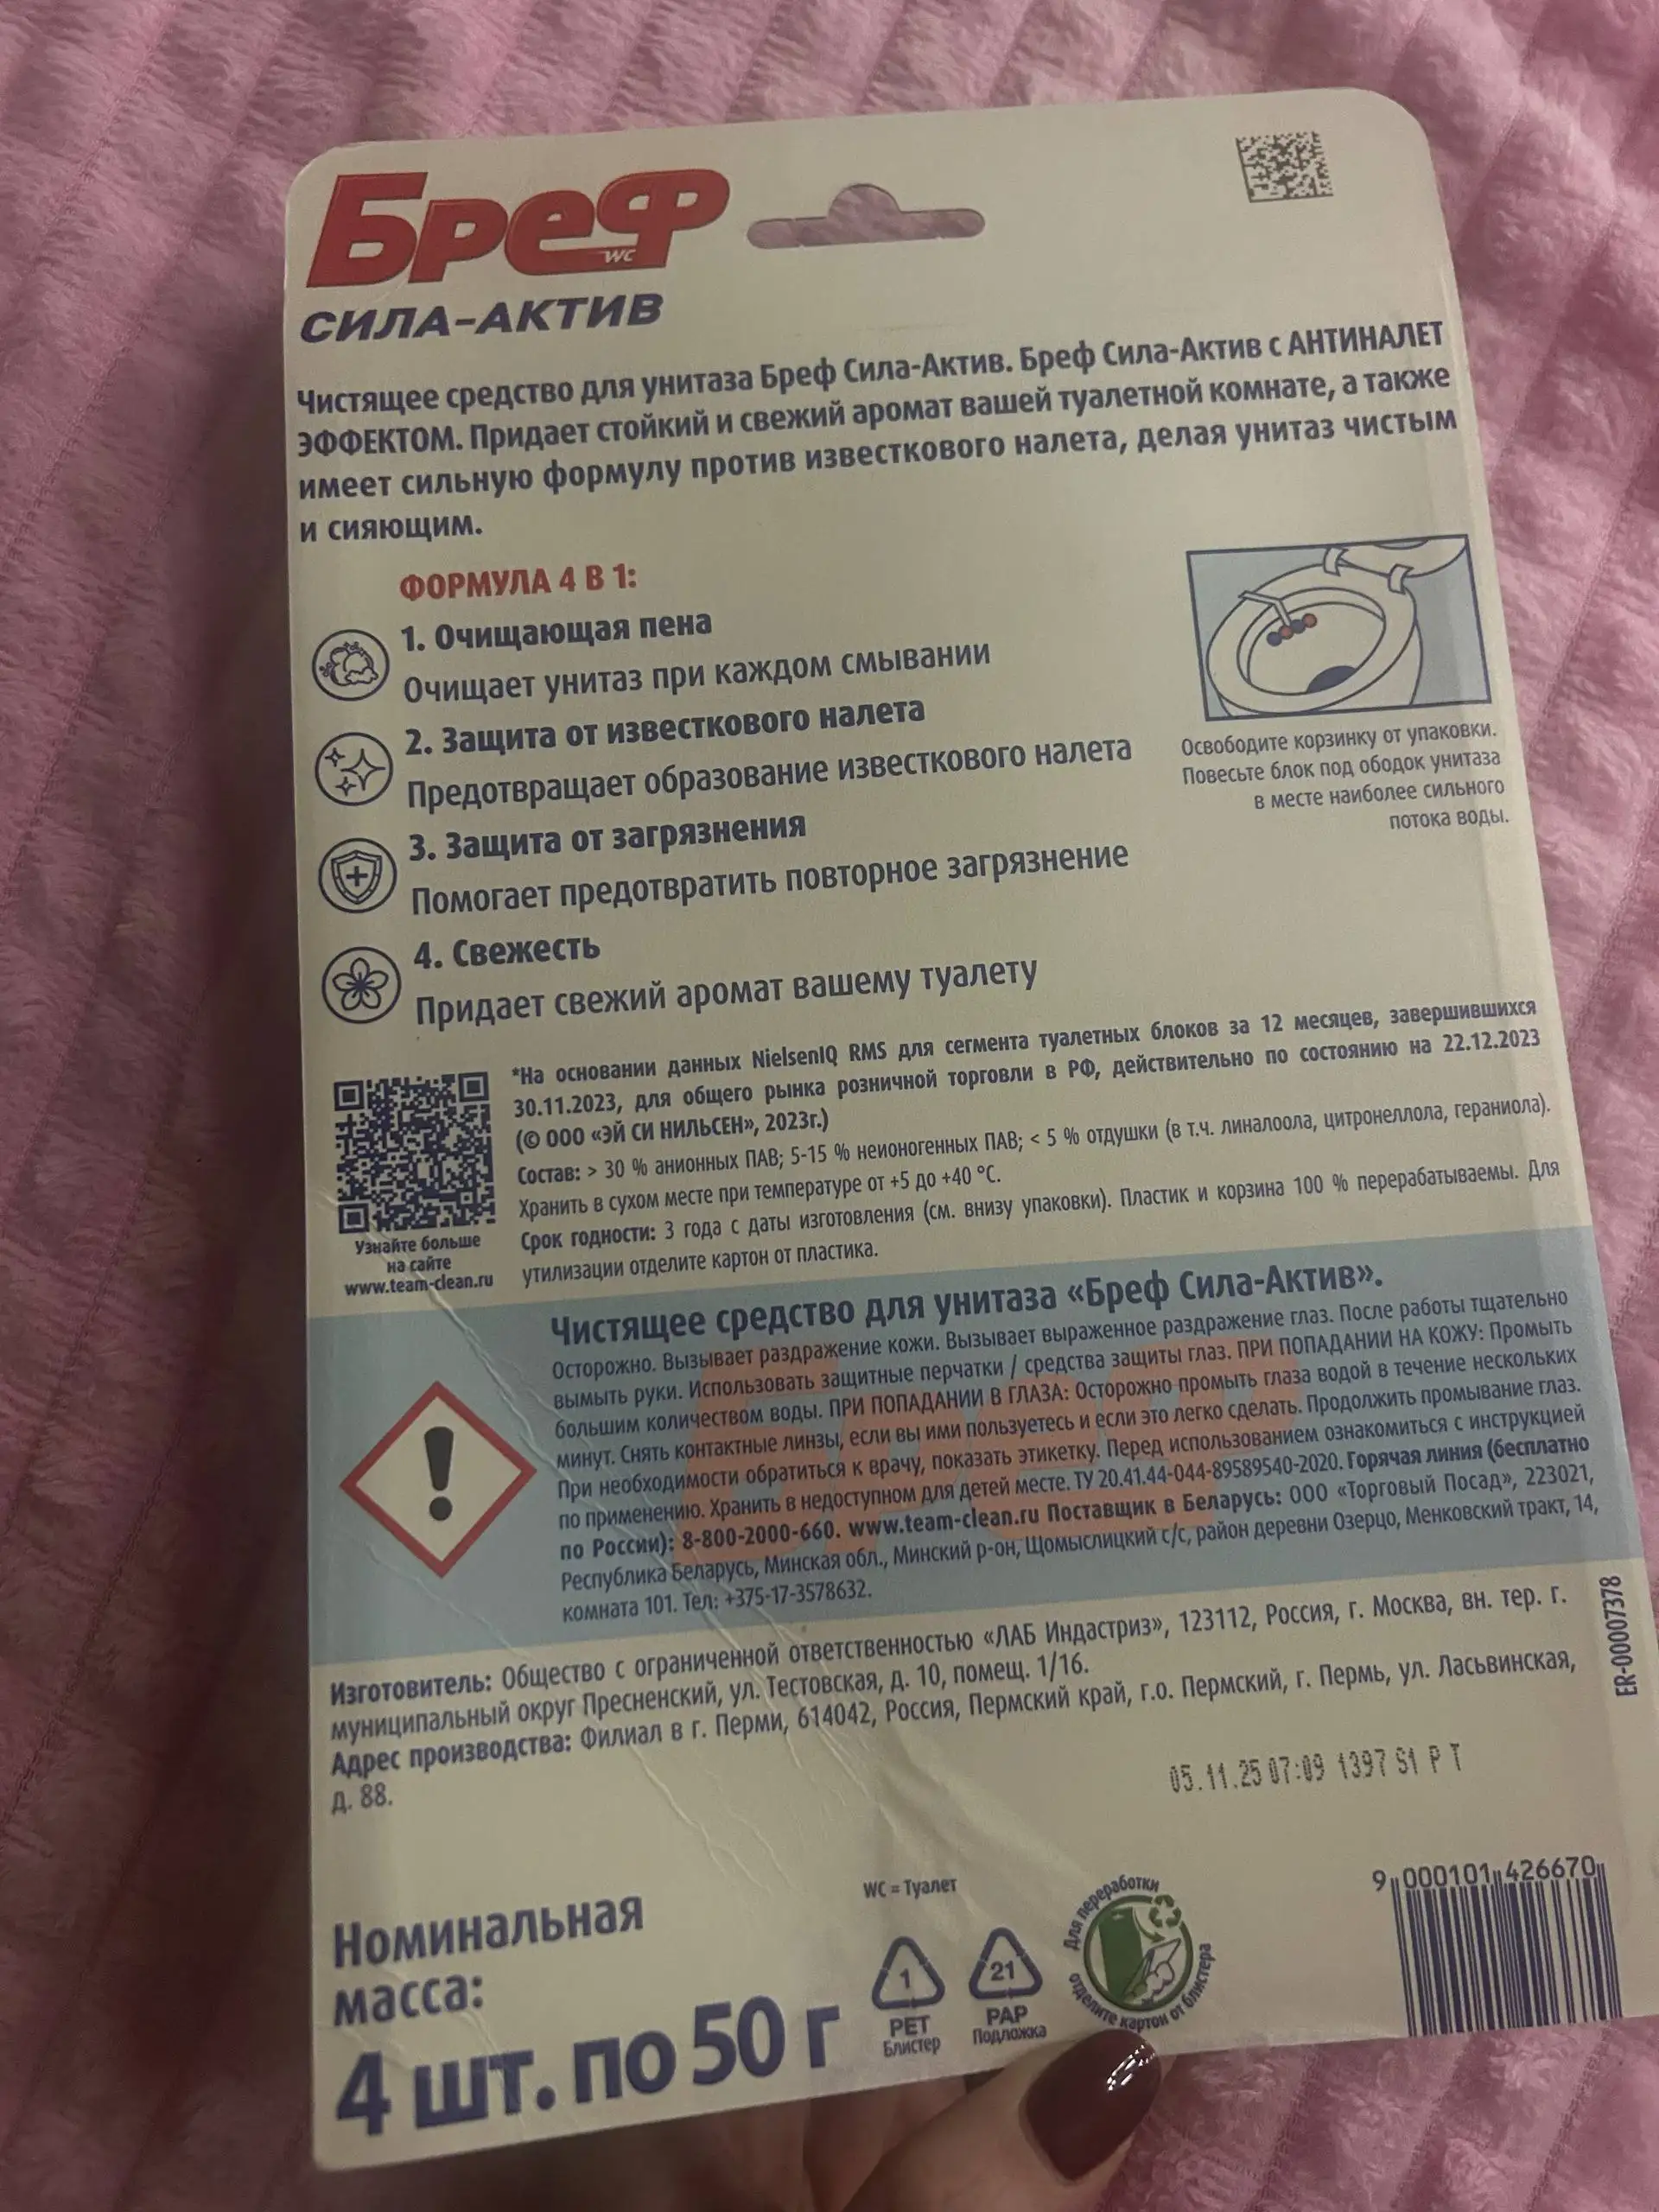 Бреф
WC
СИЛА-АКТИВ
Чистящее средство для унитаза Бреф Сила-Актив. Бреф Сила-Актив с АНТИНАЛЕТ
ЭФФЕКТОМ. Придает стойкий и свежий аромат вашей туалетной комнате, а также
имеет сильную формулу против известкового налета, делая унитаз чистым
и сияющим.
ФОРМУЛА 4 В 1:
1. Очищающая пена
Очищает унитаз при каждом смывании
2. Защита от известкового налета
Предотвращает образование известкового налета
3. Защита от загрязнения
Помогает предотвратить повторное загрязнение
4. Свежесть
Придает свежий аромат вашему туалету
Освободите корзинку от упаковки.
Повесьте блок под ободок унитаза
в месте наиболее сильного
потока воды.
*На основании данных NielsenIQ RMS для сегмента туалетных блоков за 12 месяцев, завершившихся
30.11.2023, для общего рынка розничной торговли в РФ, действительно по состоянию на 22.12.2023
(© ООО «ЭЙ СИ НИЛЬСЕН», 2023г.)
Состав: > 30 % анионных ПАВ; 5-15 % неионогенных ПАВ; < 5 % отдушки (в т.ч. линалоола, цитронеллола, гераниола).
Хранить в сухом месте при температуре от +5 до +40 °С.
Срок годности: 3 года с даты изготовления (см. внизу упаковки). Пластик и корзина 100 % перерабатываемы. Для
утилизации отделите картон от пластика.
Узнайте больше
на сайте
www.team-clean.ru
Чистящее средство для унитаза «Бреф Сила-Актив».
Осторожно. Вызывает раздражение кожи. Вызывает выраженное раздражение глаз. После работы тщательно
вымыть руки. Использовать защитные перчатки / средства защиты глаз. ПРИ ПОПАДАНИИ НА КОЖУ: Промыть
большим количеством воды. ПРИ ПОПАДАНИИ В ГЛАЗА: Осторожно промыть глаза водой в течение нескольких
минут. Снять контактные линзы, если вы ими пользуетесь и если это легко сделать. Продолжить промывание глаз.
При необходимости обратиться к врачу, показать этикетку. Перед использованием ознакомиться с инструкцией
по применению. Хранить в недоступном для детей месте. ТУ 20.41.44-044-89589540-2020. Горячая линия (бесплатно
по России): 8-800-2000-660. www.team-clean.ru Поставщик в Беларусь: ООО «Торговый Посад», 223021,
Республика Беларусь, Минская обл., Минский р-он, Щомыслицкий с/с, район деревни Озерцо, Менковский тракт, 14,
комната 101. Тел: +375-17-3578632.
Изготовитель: Общество с ограниченной ответственностью «ЛАБ Индастриз», 123112, Россия, г. Москва, вн. тер. г.
муниципальный округ Пресненский, ул. Тестовская, д. 10, помещ. 1/16.
Адрес производства: Филиал в г. Перми, 614042, Россия, Пермский край, г.о. Пермский, г. Пермь, ул. Ласьвинская,
д. 88.
ER-0007378
05.11.25 07:09 1397 S1 P T
9 000101 426670
WC = Туалет
Номинальная
масса:
4 шт. по 50 г
1
PET
Блистер
21
PAP
Подложка
Для переработки
отделите картон от блистера